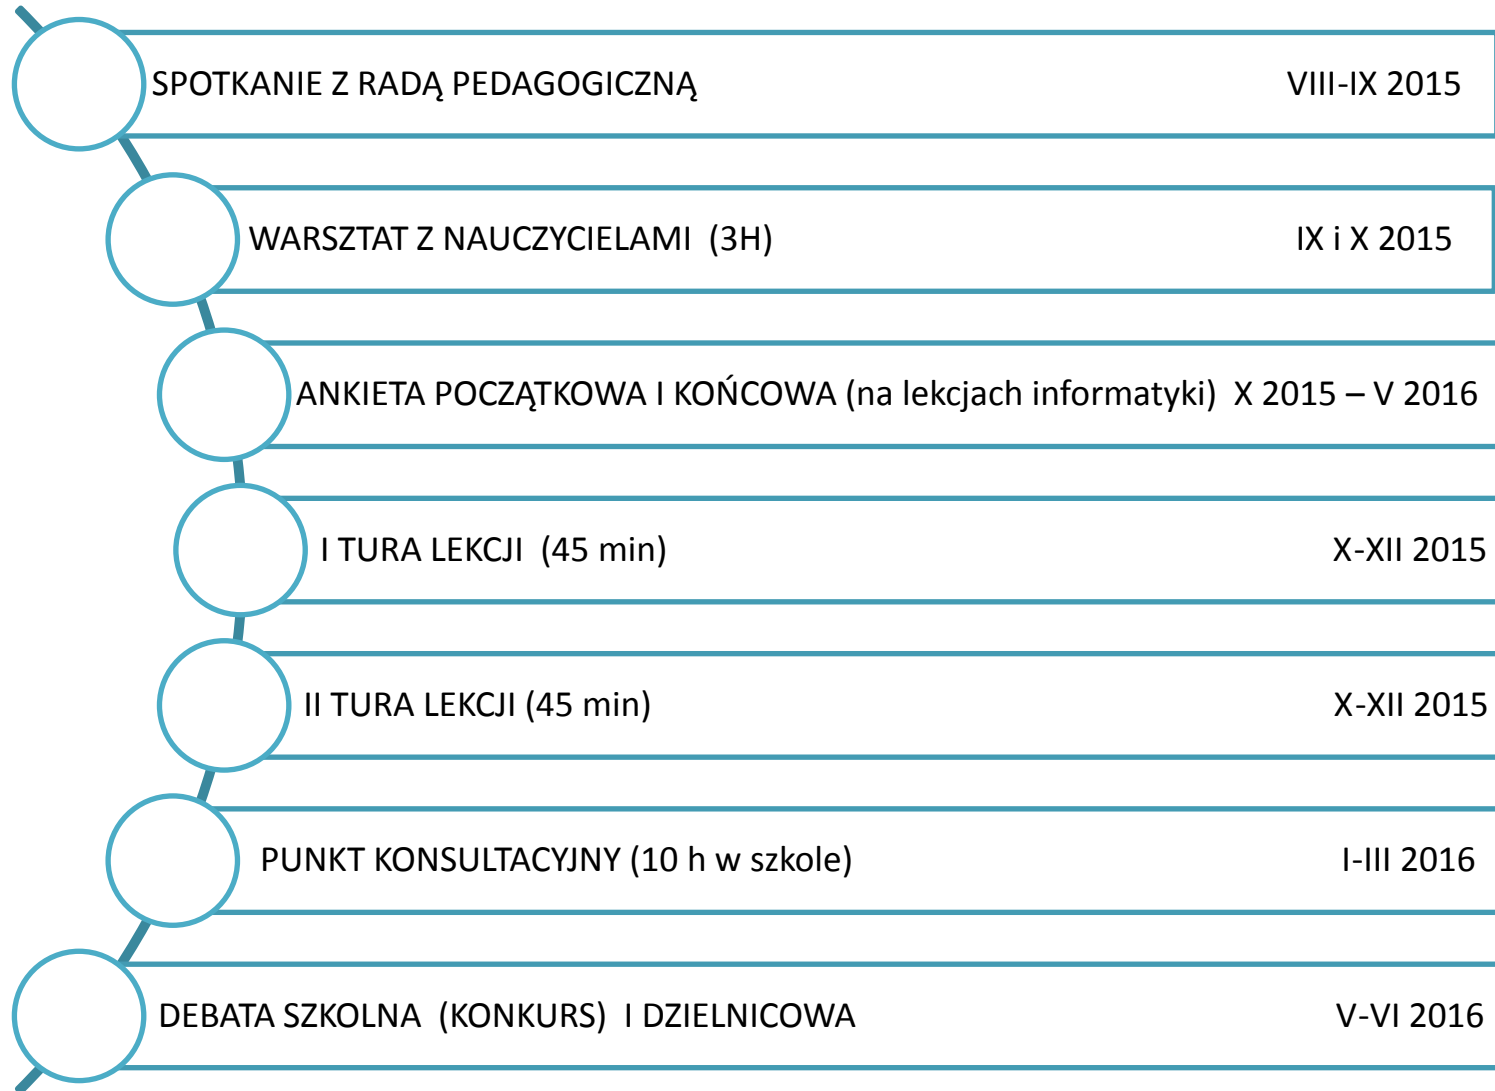 SPOTKANIE Z RADĄ PEDAGOGICZNĄ VIII-IX 2015
WARSZTAT Z NAUCZYCIELAMI (3H) IX i X 2015
ANKIETA POCZĄTKOWA I KOŃCOWA (na lekcjach informatyki) X 2015 – V 2016
I TURA LEKCJI (45 min) X-XII 2015
II TURA LEKCJI (45 min) X-XII 2015
PUNKT KONSULTACYJNY (10 h w szkole) I-III 2016
DEBATA SZKOLNA (KONKURS) I DZIELNICOWA V-VI 2016